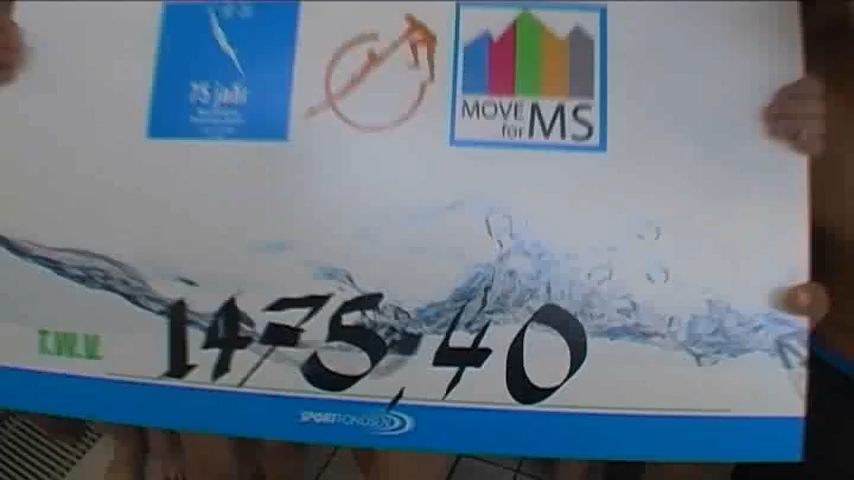 75 jaar
MOVE
for MS
1475,40
T.W.V.
SPORTFONDSEN